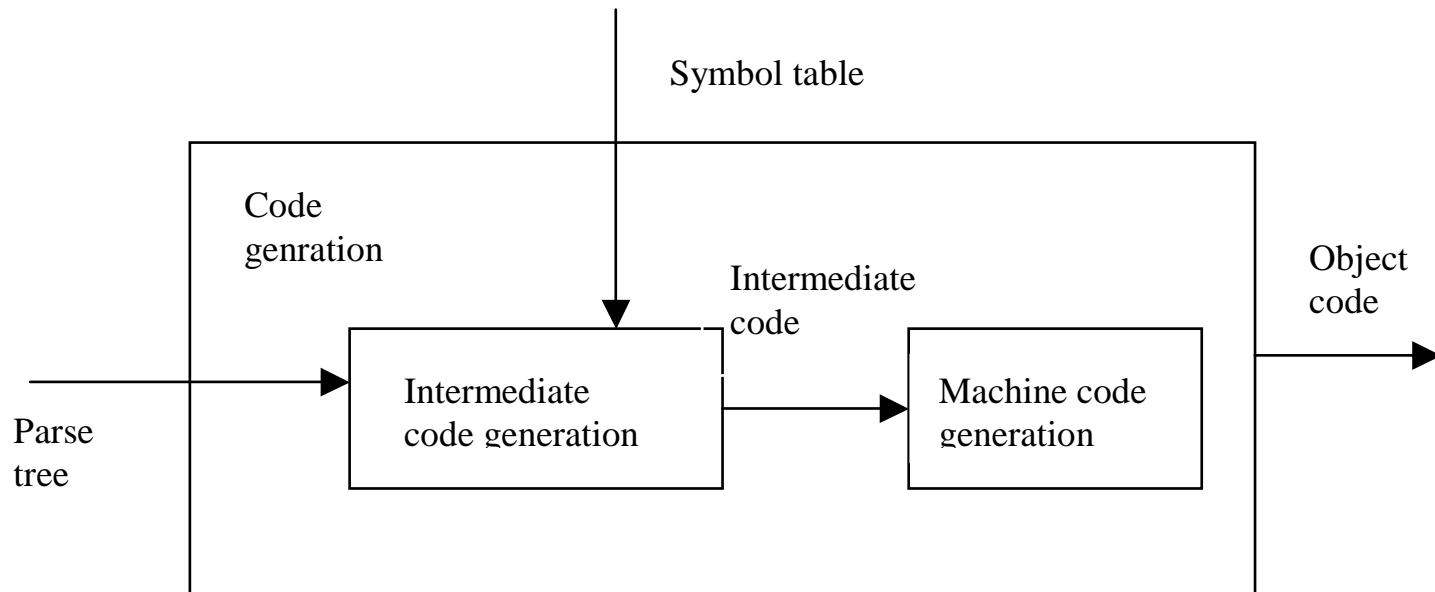 Symbol table
Code
genration
Intermediate
code
Object
code
Intermediate
code generation
Machine code
generation
Parse
tree